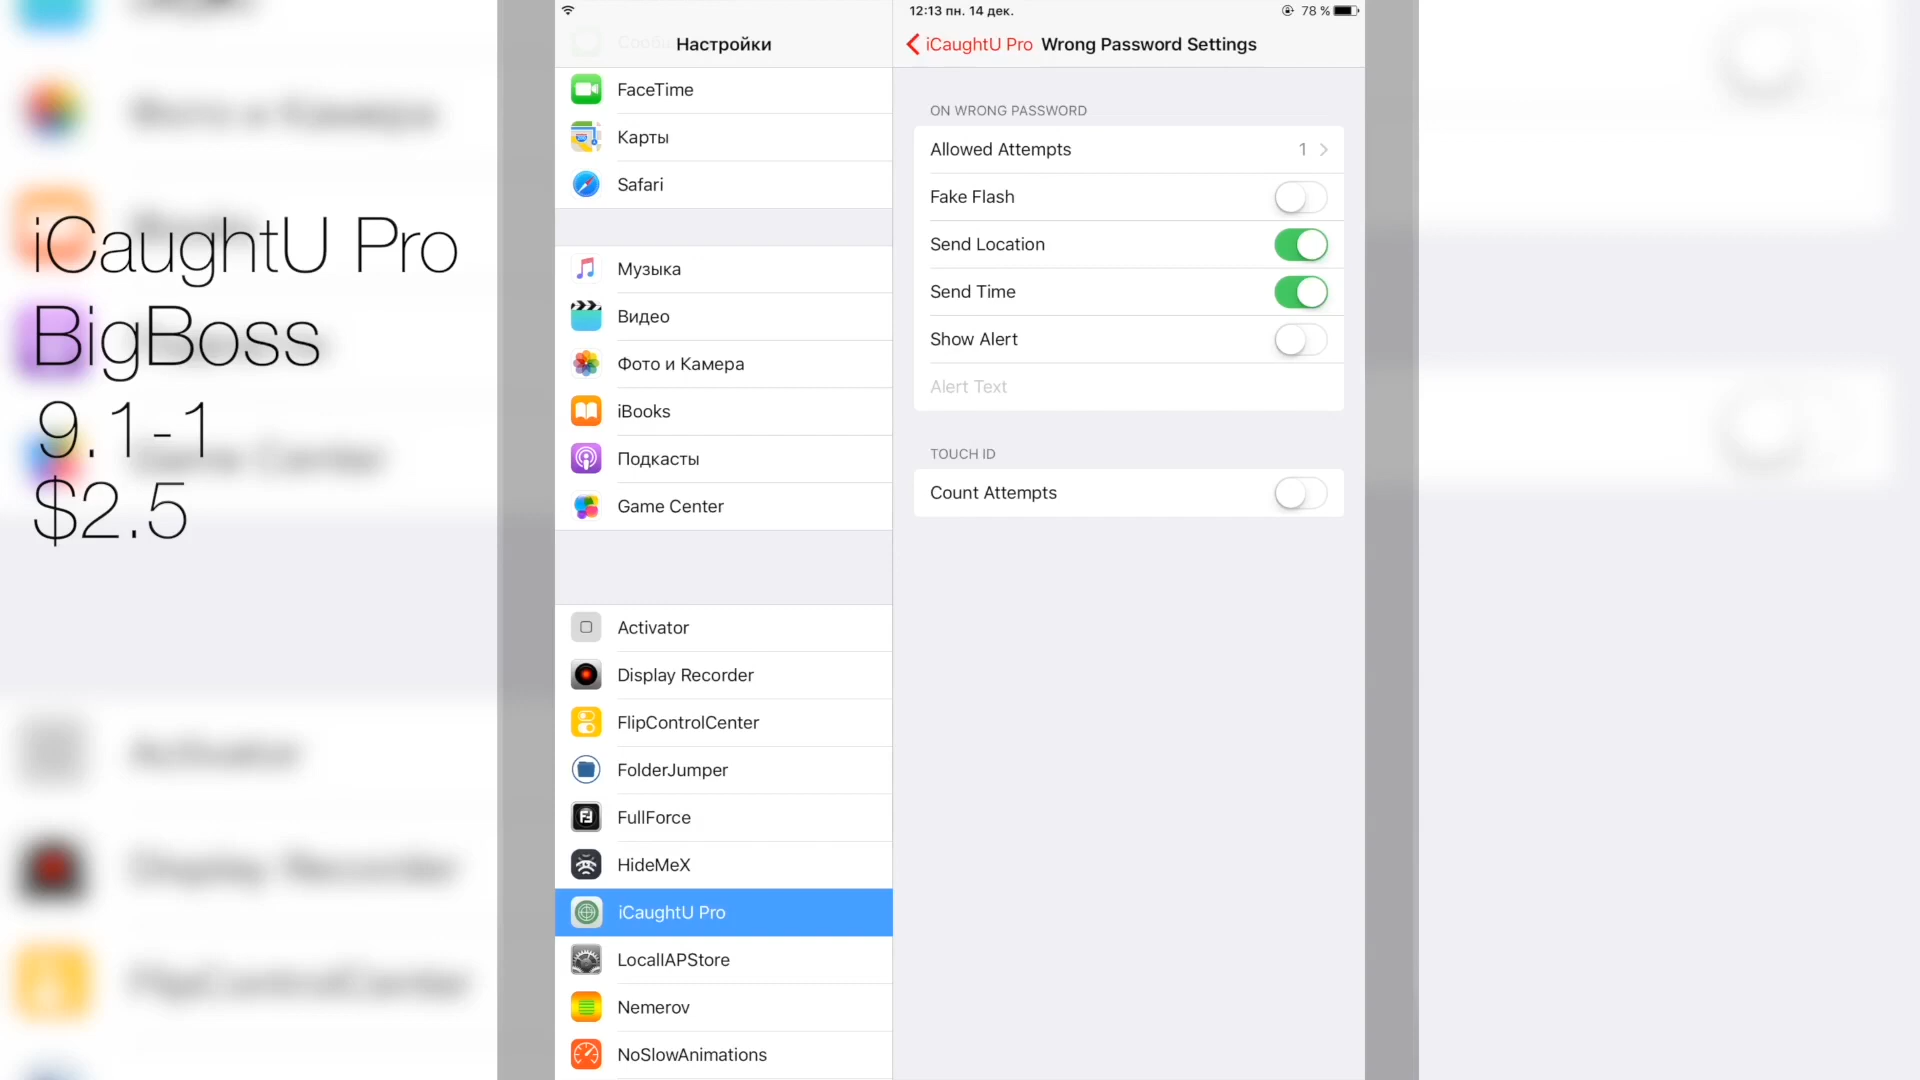 iCaughtU Pro
BigBoss
9.1-1
$2.5
Настройки
FaceTime
Карты
Safari
Музыка
Видео
Фото и Камера
iBooks
Подкасты
Game Center
Activator
Display Recorder
FlipControlCenter
FolderJumper
FullForce
HideMeX
iCaughtU Pro
LocalIAPStore
Nemerov
NoSlowAnimations
12:13 пн. 14 дек.
78 %
iCaughtU Pro Wrong Password Settings
ON WRONG PASSWORD
Allowed Attempts 1
Fake Flash
Send Location
Send Time
Show Alert
Alert Text
TOUCH ID
Count Attempts